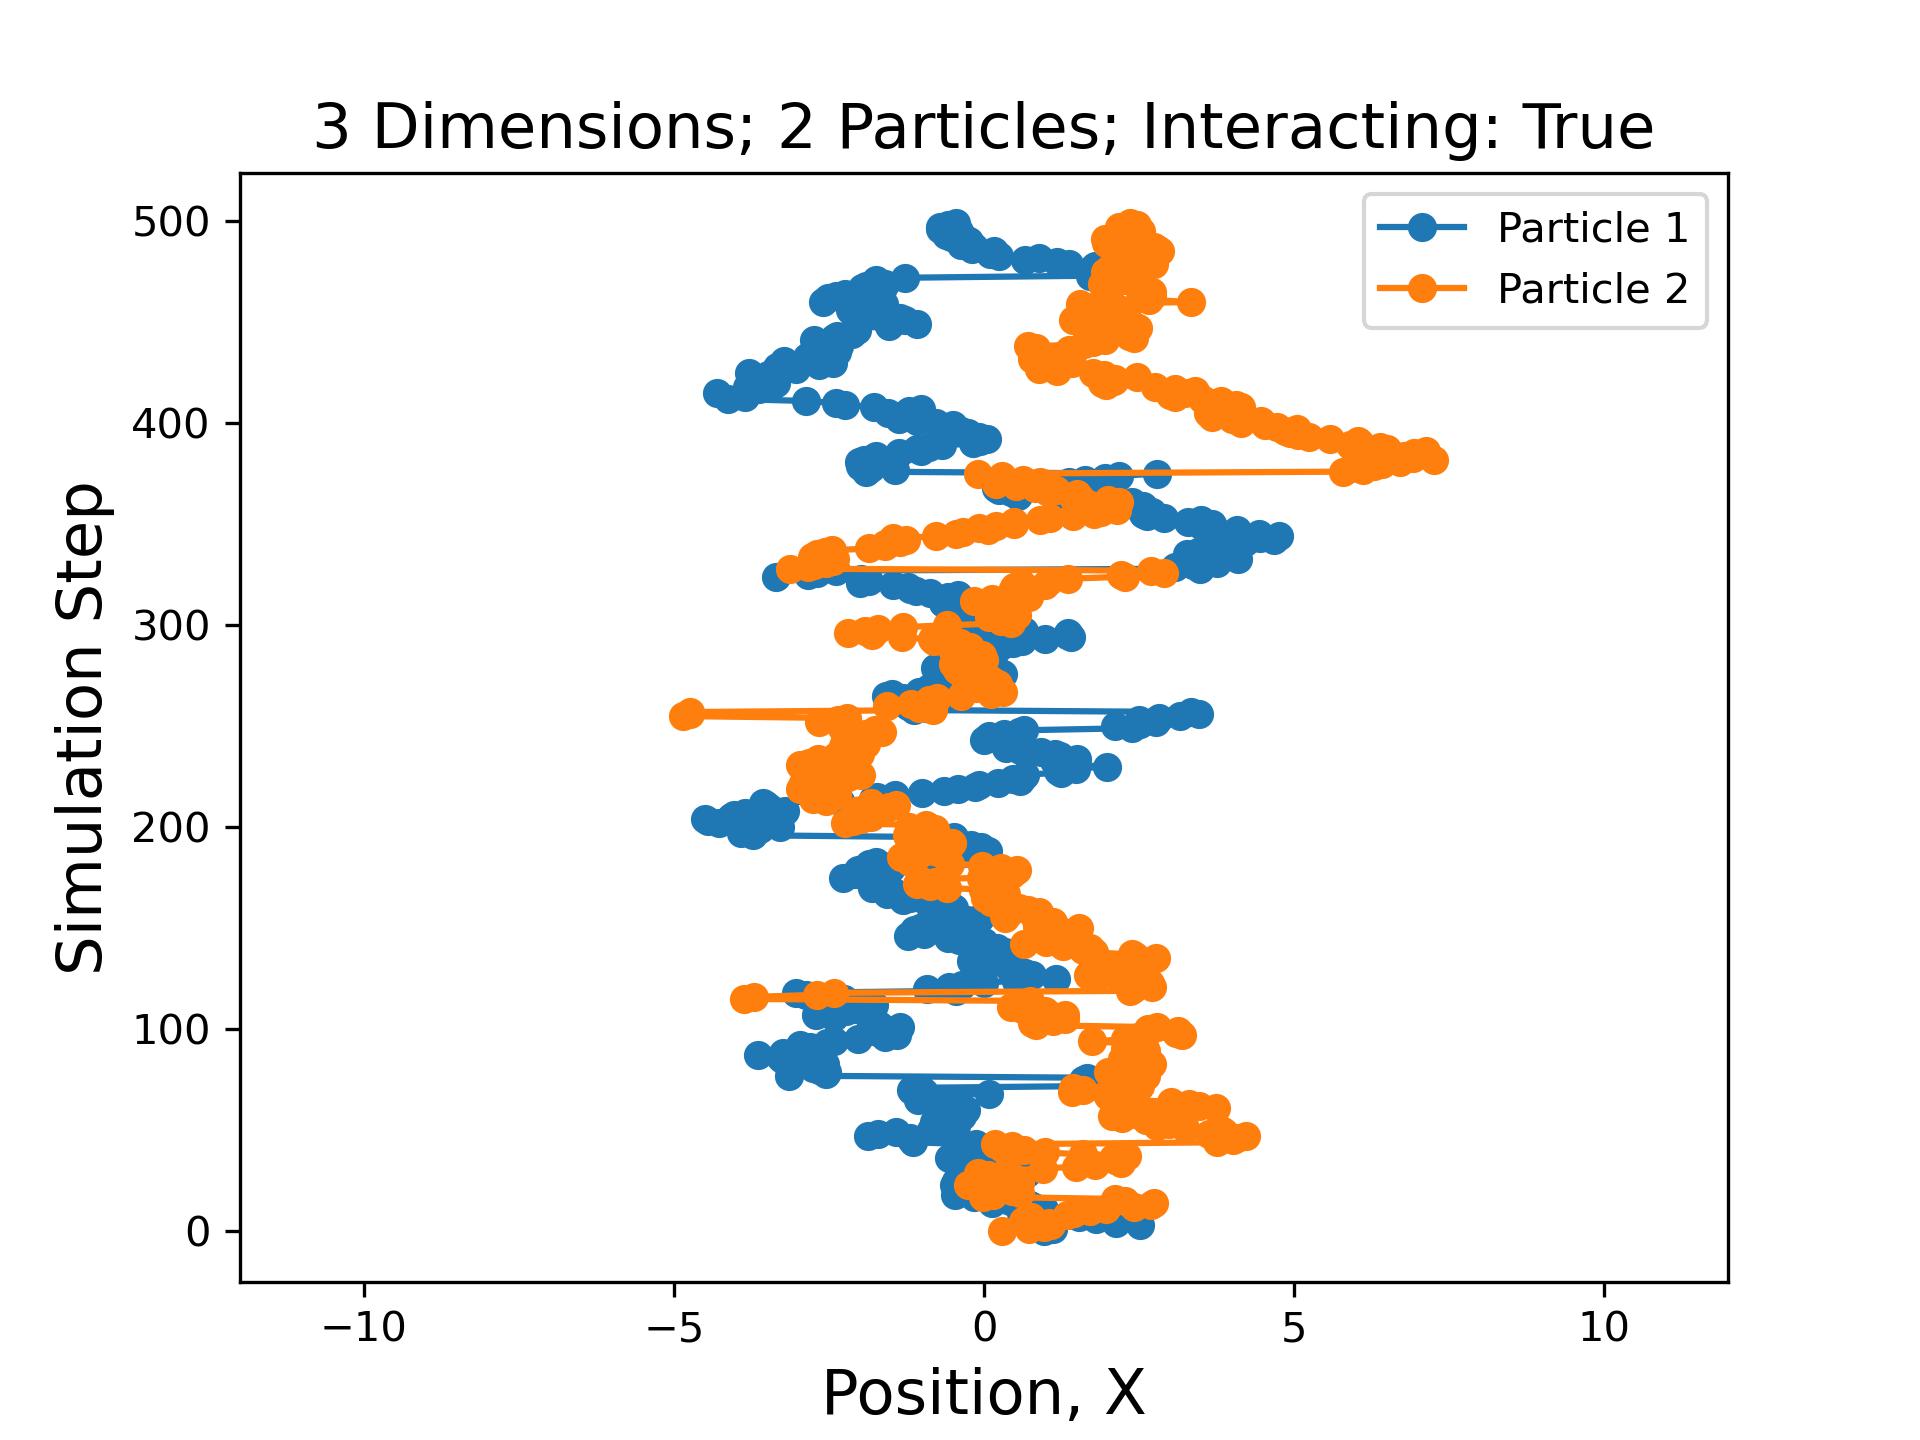 3 Dimensions; 2 Particles; Interacting: True
Particle 1
Particle 2
Simulation Step
500
400
300
200
100
0
−10
−5
0
5
10
Position, X